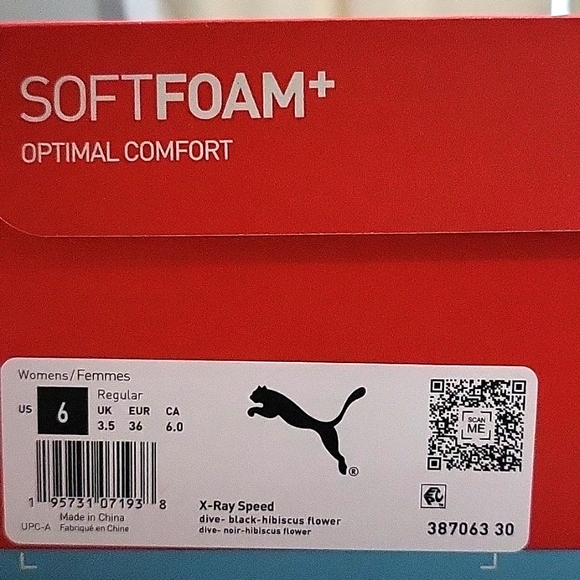 SOFTFOAM+
OPTIMAL COMFORT
Womens/Femmes
Regular
US 6 UK EUR CA
3.5 36 6.0
SCAN
ME
1 95731 07193 8
Made in China
UPC-A Fabriqué en Chine
®
X-Ray Speed
dive- black-hibiscus flower
dive- noir-hibiscus flower
387063 30